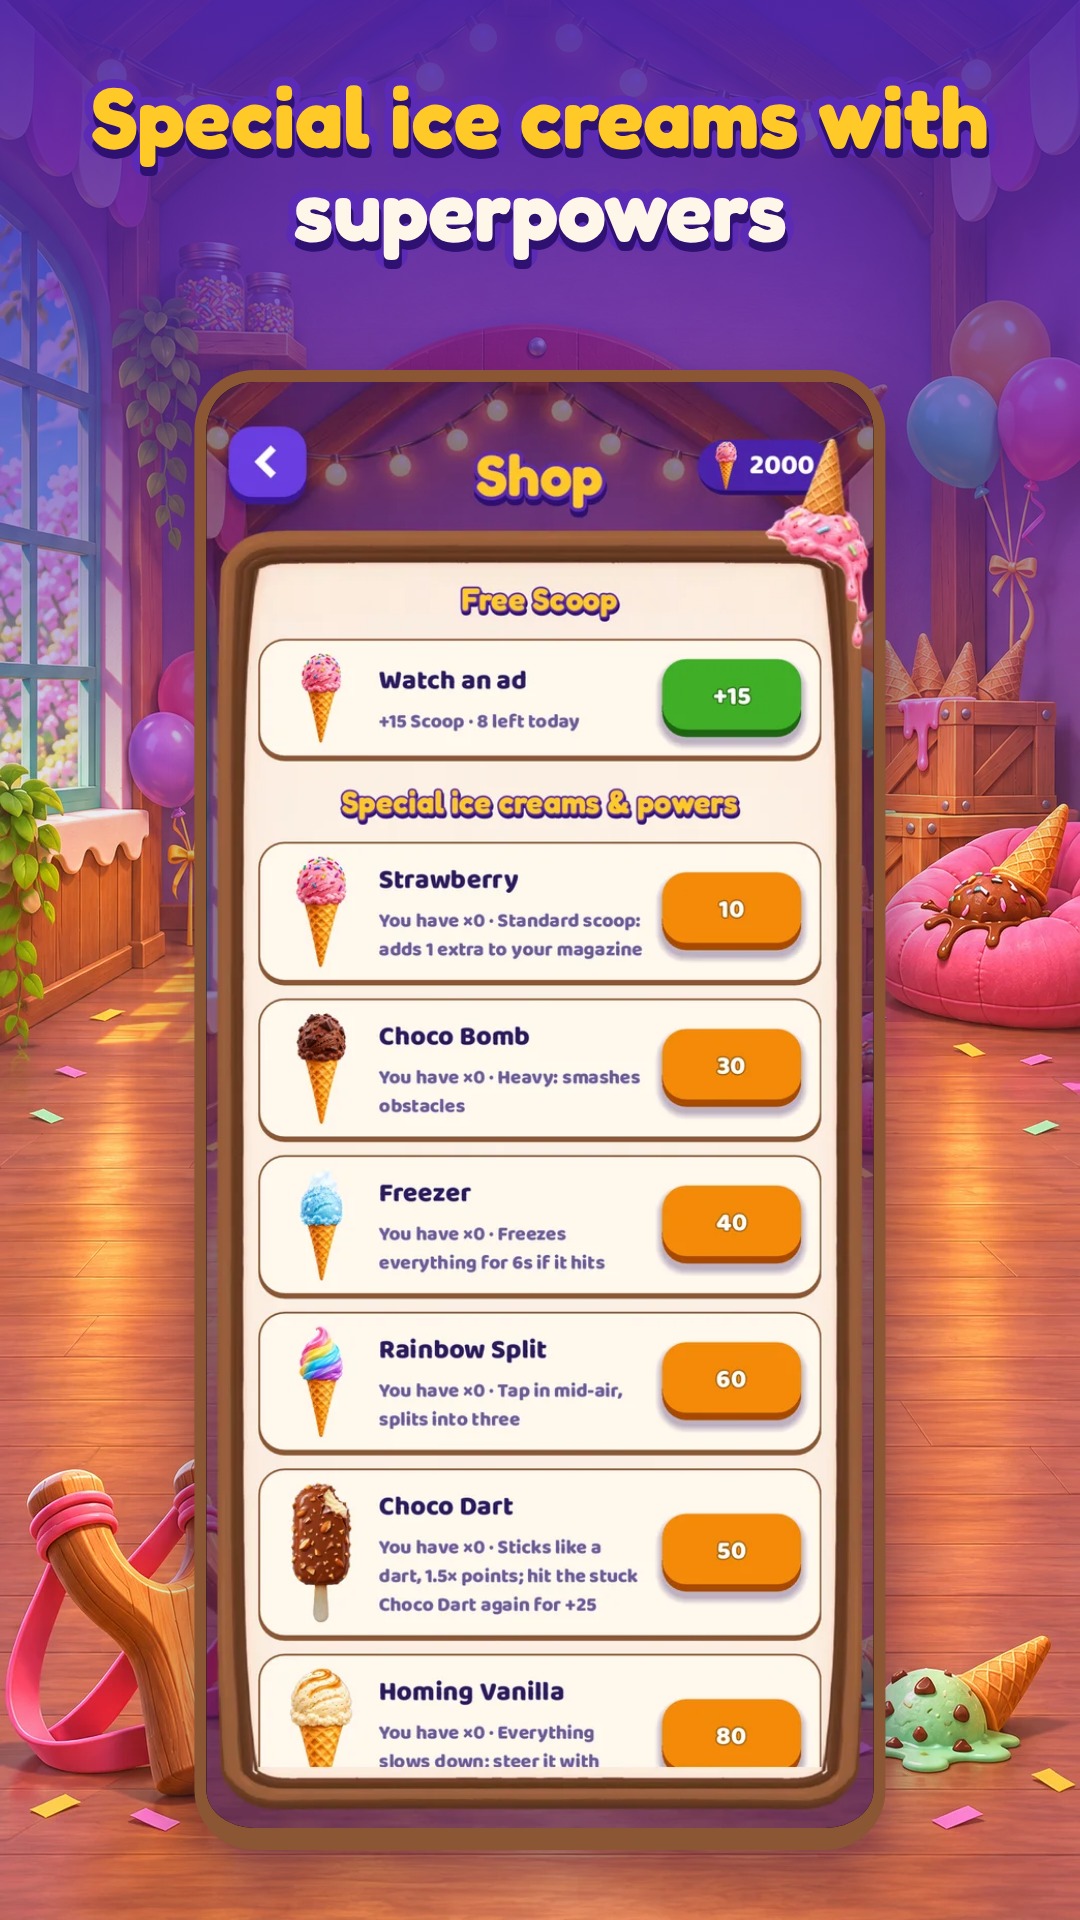 Special ice creams with
superpowers
Shop
2000
Free Scoop
Watch an ad
+15 Scoop · 8 left today
+15
Special ice creams & powers
Strawberry
You have ×0 · Standard scoop:
adds 1 extra to your magazine
10
Choco Bomb
You have ×0 · Heavy: smashes
obstacles
30
Freezer
You have ×0 · Freezes
everything for 6s if it hits
40
Rainbow Split
You have ×0 · Tap in mid-air,
splits into three
60
Choco Dart
You have ×0 · Sticks like a
dart, 1.5× points; hit the stuck
Choco Dart again for +25
50
Homing Vanilla
You have ×0 · Everything
slows down: steer it with
80